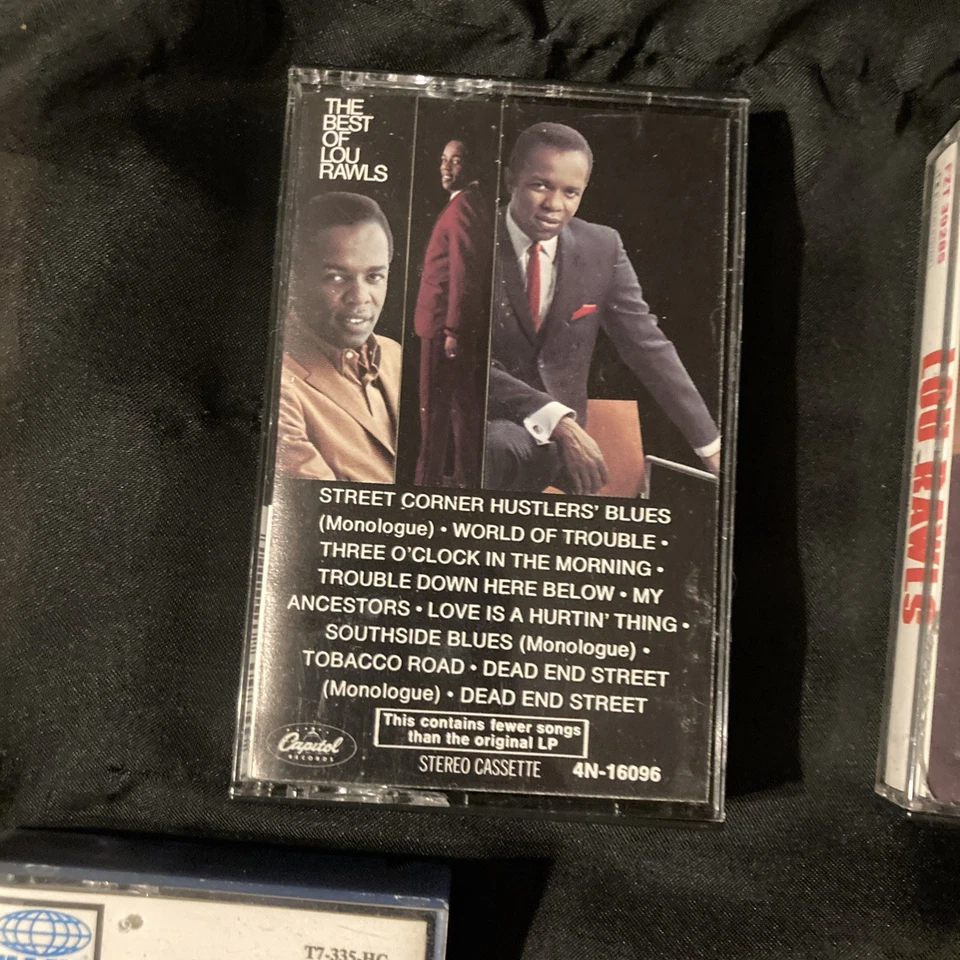 THE
BEST
OF
LOU
RAWLS
STREET CORNER HUSTLERS' BLUES
(Monologue) • WORLD OF TROUBLE •
THREE O'CLOCK IN THE MORNING •
TROUBLE DOWN HERE BELOW • MY
ANCESTORS • LOVE IS A HURTIN' THING •
SOUTHSIDE BLUES (Monologue) •
TOBACCO ROAD • DEAD END STREET
(Monologue) • DEAD END STREET
This contains fewer songs
than the original LP
Capitol
RECORDS
STEREO CASSETTE 4N-16096
LOU RAWLS
T7-335-HC